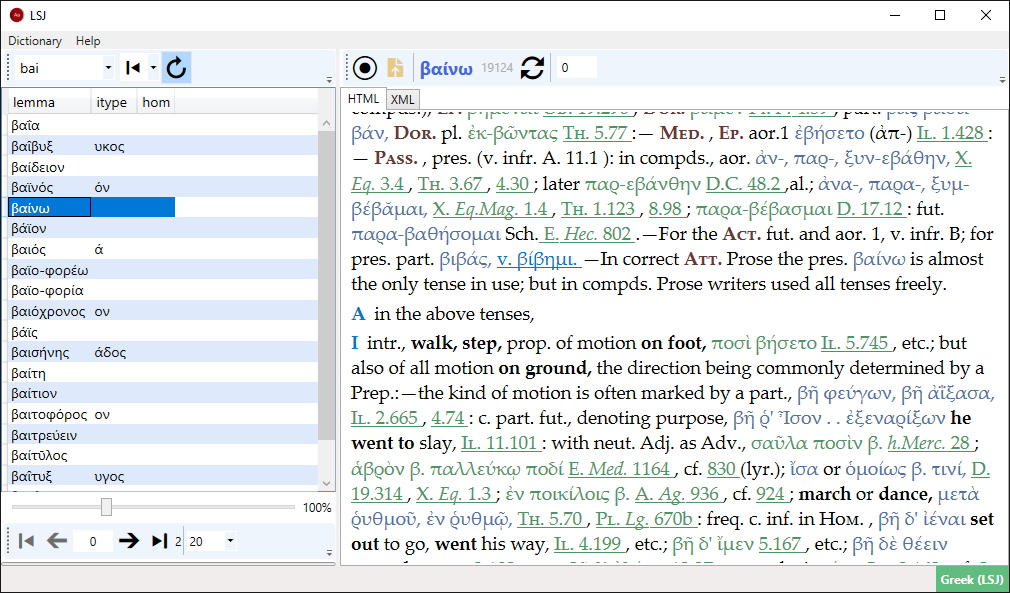 LSJ
Dictionary Help
bai
lemma itype hom
βαῖα
βαῖβυξ υκος
βαίδειον
βαϊνός όν
βαίνω
βάϊον
βαιός ά
βαϊο-φορέω
βαϊο-φορία
βαιόχρονος ον
βάϊς
βαισήνης άδος
βαίτη
βαίτιον
βαιτοφόρος ον
βαιτρεύειν
βαίτῦλος
βαῖτυξ υγος
100%
0 2 20
βαίνω 19124 0
HTML XML
βάν, DOR. pl. ἐκ-βῶντας TH. 5.77 :— MED. , EP. aor.1 ἐβήσετο (ἀπ-) IL. 1.428 :
— PASS. , pres. (v. infr. A. 11.1 ): in compds., aor. ἀν-, παρ-, ξυν-εβάθην, X.
Eq. 3.4 , TH. 3.67 , 4.30 ; later παρ-εβάνθην D.C. 48.2 ,al.; ἀνα-, παρα-, ξυμ-
βέβᾰμαι, X. Eq.Mag. 1.4 , TH. 1.123 , 8.98 ; παρα-βέβασμαι D. 17.12 : fut.
παρα-βαθήσομαι Sch. E. Hec. 802 .—For the ACT. fut. and aor. 1, v. infr. B; for
pres. part. βιβάς, v. βίβημι. —In correct ATT. Prose the pres. βαίνω is almost
the only tense in use; but in compds. Prose writers used all tenses freely.
A in the above tenses,
I intr., walk, step, prop. of motion on foot, ποσὶ βήσετο IL. 5.745 , etc.; but
also of all motion on ground, the direction being commonly determined by a
Prep.:—the kind of motion is often marked by a part., βῆ φεύγων, βῆ ἀΐξασα,
IL. 2.665 , 4.74 : c. part. fut., denoting purpose, βῆ ῥ' Ἶσον . . ἐξεναρίξων he
went to slay, IL. 11.101 : with neut. Adj. as Adv., σαῦλα ποσὶν β. h.Merc. 28 ;
ἁβρὸν β. παλλεύκῳ ποδί E. Med. 1164 , cf. 830 (lyr.); ἴσα or ὁμοίως β. τινί, D.
19.314 , X. Eq. 1.3 ; ἐν ποικίλοις β. A. Ag. 936 , cf. 924 ; march or dance, μετὰ
ῥυθμοῦ, ἐν ῥυθμῷ, TH. 5.70 , PL. Lg. 670b : freq. c. inf. in HOM. , βῆ δ' ἰέναι set
out to go, went his way, IL. 4.199 , etc.; βῆ δ' ἴμεν 5.167 , etc.; βῆ δὲ θέειν
Greek (LSJ)